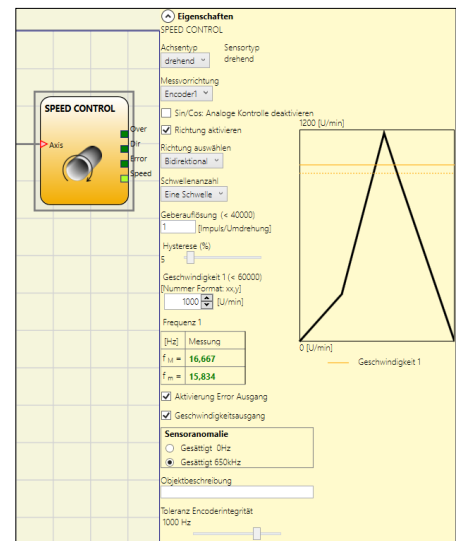 Eigenschaften
SPEED CONTROL
Achsentyp Sensortyp
drehend drehend
Messvorrichtung
Encoder1
Sin/Cos: Analoge Kontrolle deaktivieren
Richtung aktivieren
Richtung auswählen
Bidirektional
Schwellenanzahl
Eine Schwelle
Geberauflösung (< 40000)
1 [Impuls/Umdrehung]
Hysterese (%)
5
Geschwindigkeit 1 (< 60000)
[Nummer Format: xx,y]
1000 [U/min]
Frequenz 1
[Hz] Messung
f M = 16,667
f m = 15,834
Aktivierung Error Ausgang
Geschwindigkeitsausgang
Sensoranomalie
Gesättigt 0Hz
Gesättigt 650kHz
Objektbeschreibung
Toleranz Encoderintegrität
1000 Hz
SPEED CONTROL
Axis
Over
Dir
Error
Speed
1200 [U/min]
0 [U/min]
Geschwindigkeit 1